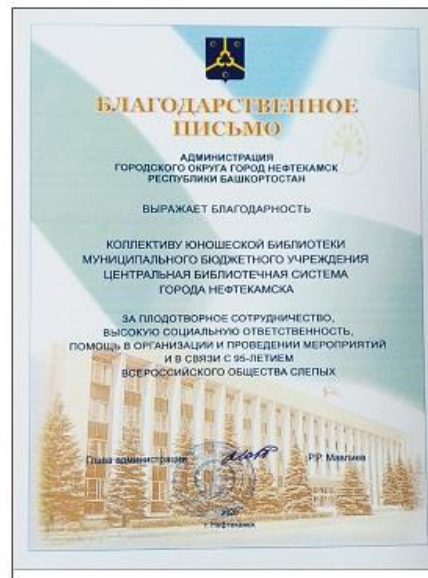 БЛАГОДАРСТВЕННОЕ
ПИСЬМО
АДМИНИСТРАЦИЯ
ГОРОДСКОГО ОКРУГА ГОРОД НЕФТЕКАМСК
РЕСПУБЛИКИ БАШКОРТОСТАН
ВЫРАЖАЕТ БЛАГОДАРНОСТЬ
КОЛЛЕКТИВУ ЮНОШЕСКОЙ БИБЛИОТЕКИ
МУНИЦИПАЛЬНОГО БЮДЖЕТНОГО УЧРЕЖДЕНИЯ
ЦЕНТРАЛЬНАЯ БИБЛИОТЕЧНАЯ СИСТЕМА
ГОРОДА НЕФТЕКАМСКА
ЗА ПЛОДОТВОРНОЕ СОТРУДНИЧЕСТВО,
ВЫСОКУЮ СОЦИАЛЬНУЮ ОТВЕТСТВЕННОСТЬ,
ПОМОЩЬ В ОРГАНИЗАЦИИ И ПРОВЕДЕНИИ МЕРОПРИЯТИЙ
И В СВЯЗИ С 95-ЛЕТИЕМ
ВСЕРОССИЙСКОГО ОБЩЕСТВА СЛЕПЫХ
Глава администрации Р.Р. Мавлиев
г. Нефтекамск